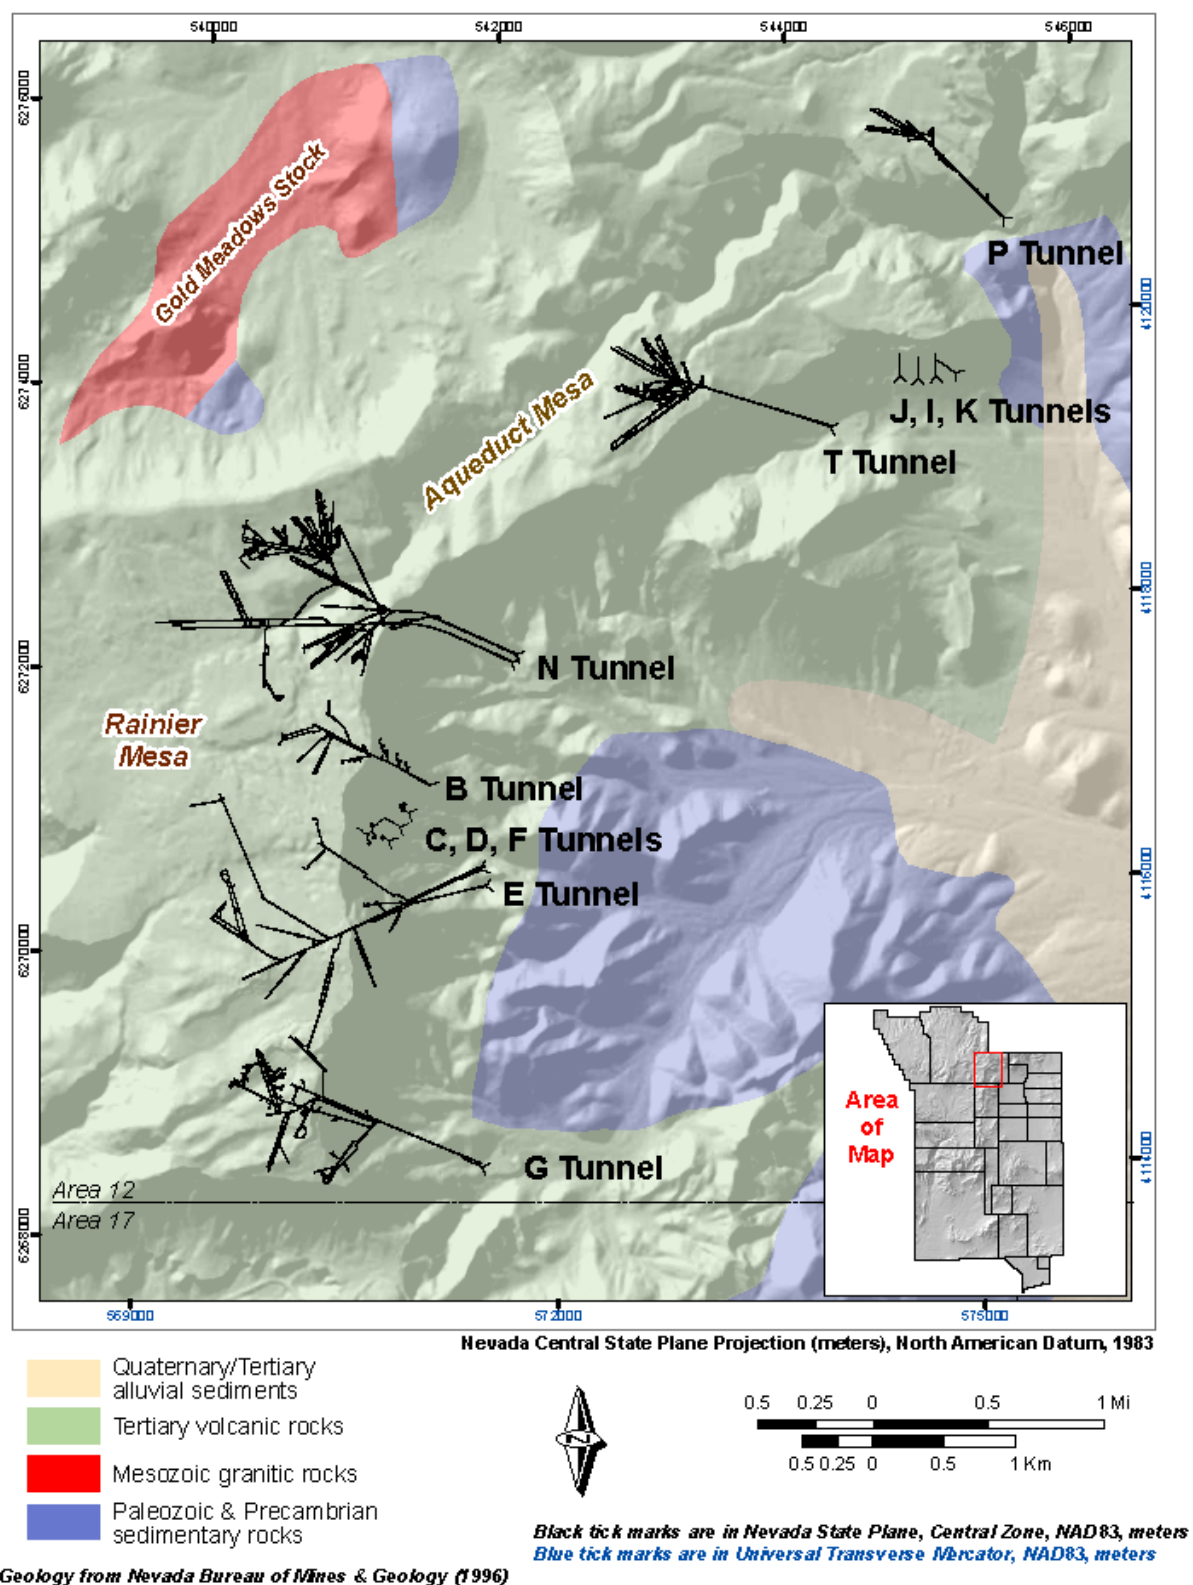 540000
542000
544000
546000
6276000
Gold Meadows Stock
P Tunnel
4120000
6274000
Aqueduct Mesa
J, I, K Tunnels
T Tunnel
4118000
6272000
N Tunnel
Rainier
Mesa
B Tunnel
C, D, F Tunnels
4116000
E Tunnel
6270000
Area
of
Map
4114000
G Tunnel
Area 12
Area 17
6268000
569000
572000
575000
Nevada Central State Plane Projection (meters), North American Datum, 1983
Quaternary/Tertiary
alluvial sediments
Tertiary volcanic rocks
Mesozoic granitic rocks
Paleozoic & Precambrian
sedimentary rocks
N
0.5 0.25 0 0.5 1 Mi
0.5 0.25 0 0.5 1 Km
Black tick marks are in Nevada State Plane, Central Zone, NAD83, meters
Blue tick marks are in Universal Transverse Mercator, NAD83, meters
Geology from Nevada Bureau of Mines & Geology (1996)